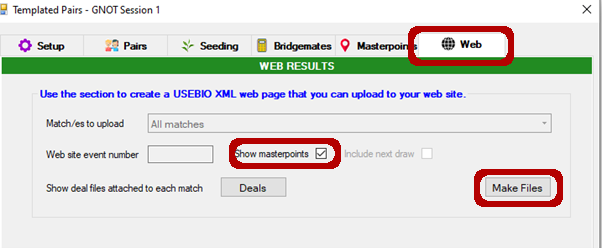 Templated Pairs - GNOT Session 1
Setup Pairs Seeding Bridgemates Masterpoints Web
WEB RESULTS
Use the section to create a USEBIO XML web page that you can upload to your web site.
Match/es to upload All matches
Web site event number Show masterpoints Include next draw
Show deal files attached to each match Deals Make Files